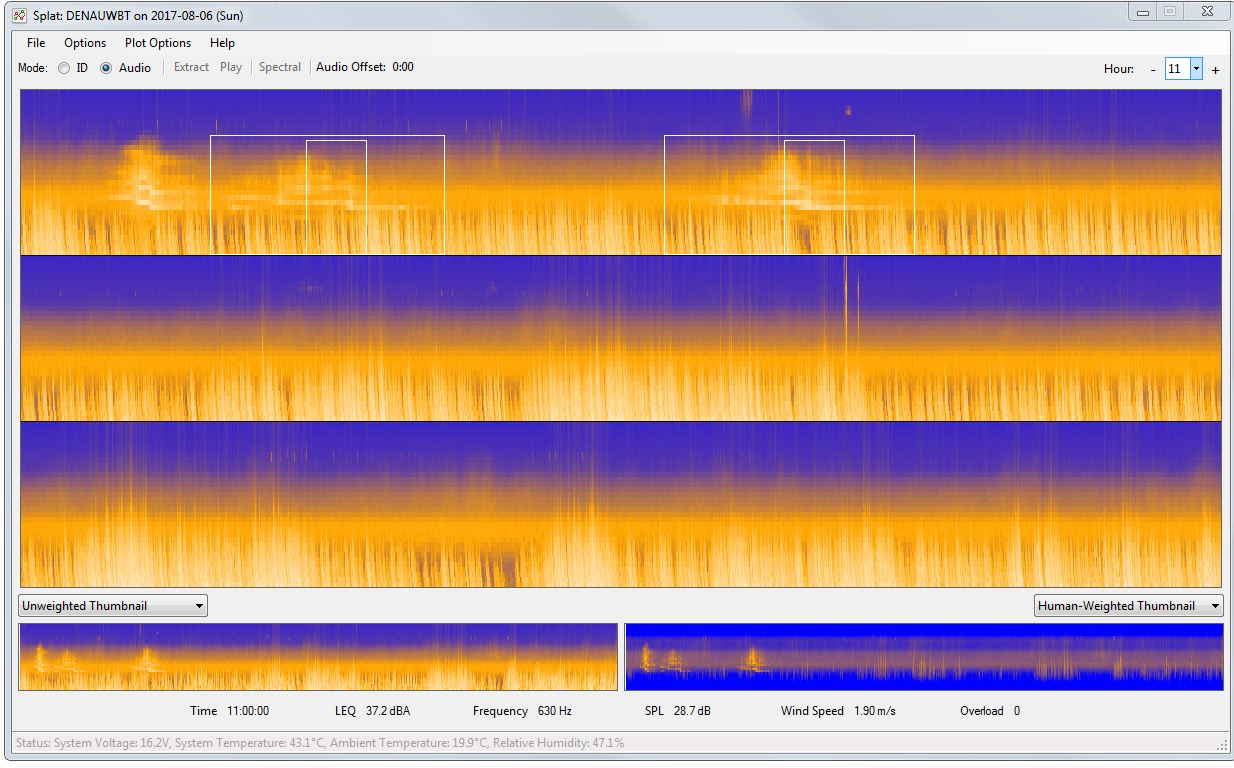 Splat: DENAUWBT on 2017-08-06 (Sun)
File Options Plot Options Help
Mode: ID Audio Extract Play Spectral Audio Offset: 0:00 Hour: - 11 +
Unweighted Thumbnail Human-Weighted Thumbnail
Time 11:00:00 LEQ 37.2 dBA Frequency 630 Hz SPL 28.7 dB Wind Speed 1.90 m/s Overload 0
Status: System Voltage: 16.2V, System Temperature: 43.1°C, Ambient Temperature: 19.9°C, Relative Humidity: 47.1%